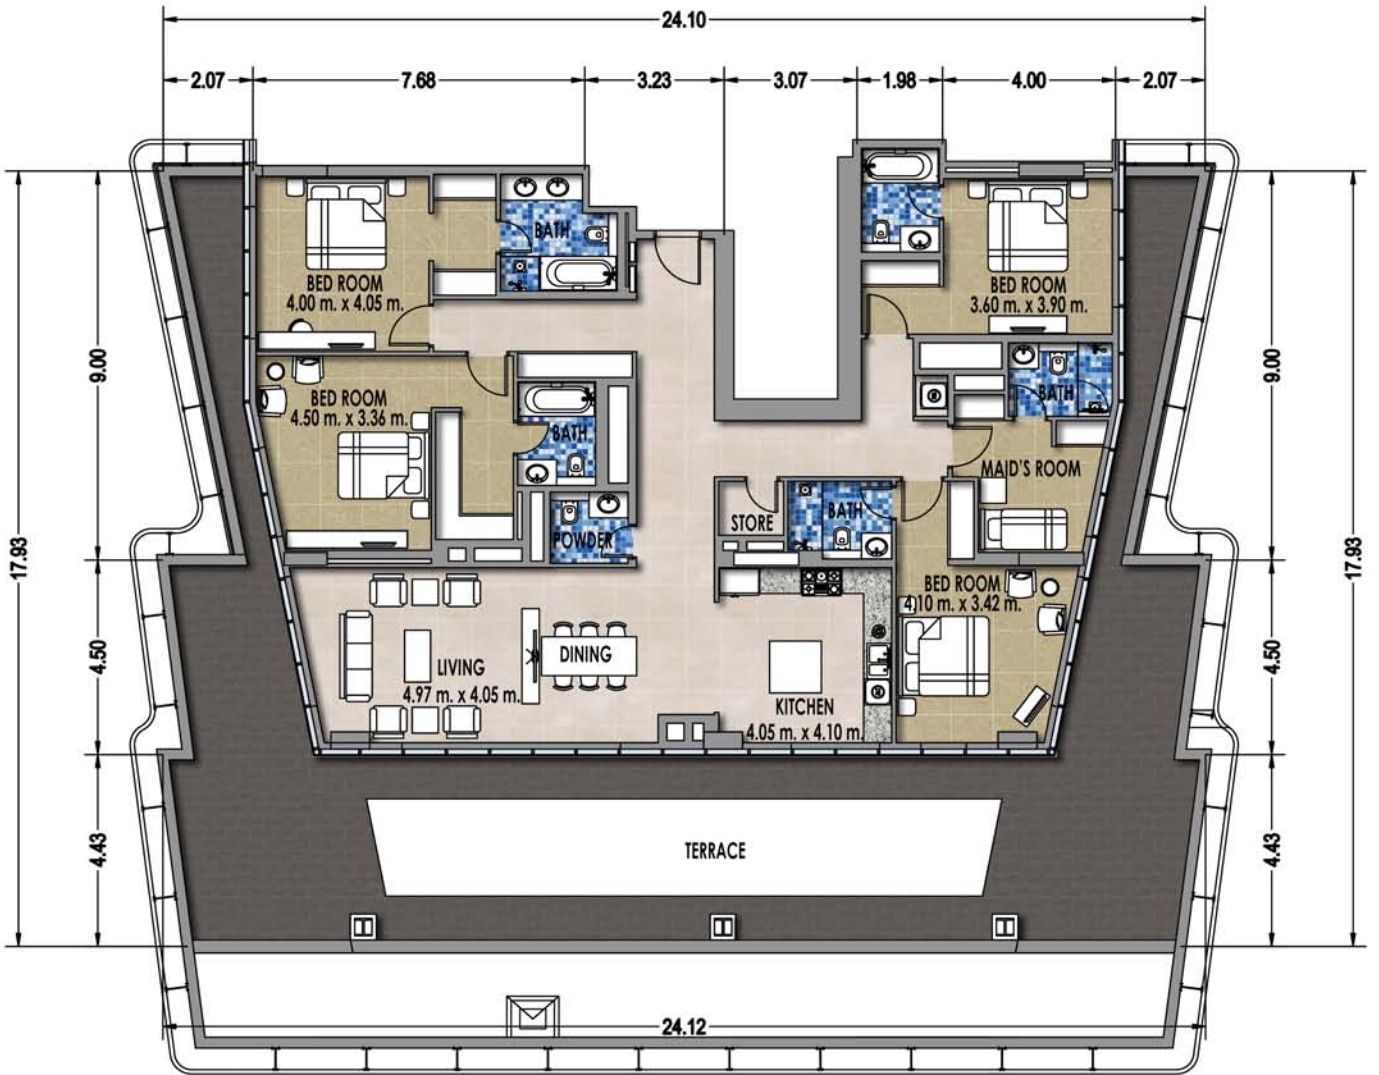 24.10
2.07
7.68
3.23
3.07
1.98
4.00
2.07
BATH
BED ROOM
4.00 m. x 4.05 m.
BED ROOM
3.60 m. x 3.90 m.
9.00
9.00
BED ROOM
4.50 m. x 3.36 m.
BATH
BATH
MAID'S ROOM
STORE
BATH
POWDER
17.93
17.93
BED ROOM
4.10 m. x 3.42 m.
4.50
4.50
LIVING
4.97 m. x 4.05 m.
DINING
KITCHEN
4.05 m. x 4.10 m.
4.43
4.43
TERRACE
24.12